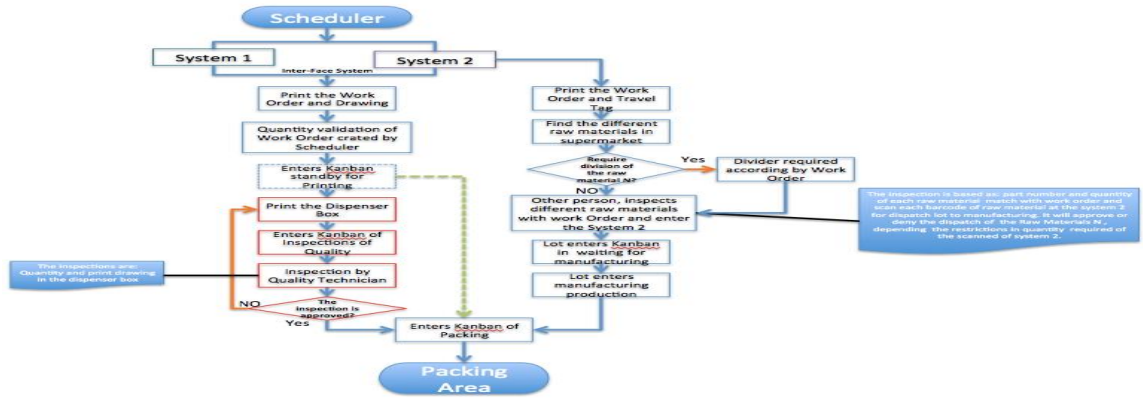 Scheduler
System 1
System 2
Inter-Face System
Print the Work
Order and Drawing
Quantity validation of
Work Order crated by
Scheduler
Enters Kanban
standby for
Printing
Print the Dispenser
Box
Enters Kanban of
Inspections of
Quality
Inspection by
Quality Technician
The
inspection is
approved?
NO
Yes
The inspections are:
Quantity and print drawing
in the dispenser box
Print the Work
Order and Travel
Tag
Find the different
raw materials in
supermarket
Require
division of
the raw
material N?
Yes
NO
Divider required
according by Work
Order
Other person, inspects
different raw materials
with work Order and enter
the System 2
The inspection is based as: part number and quantity
of each raw material match with work order and
scan each barcode of raw material at the system 2
for dispatch lot to manufacturing. It will approve or
deny the dispatch of the Raw Materials N ,
depending the restrictions in quantity required of
the scanned of system 2.
Lot enters Kanban
in waiting for
manufacturing
Lot enters
manufacturing
production
Enters Kanban of
Packing
Packing
Area